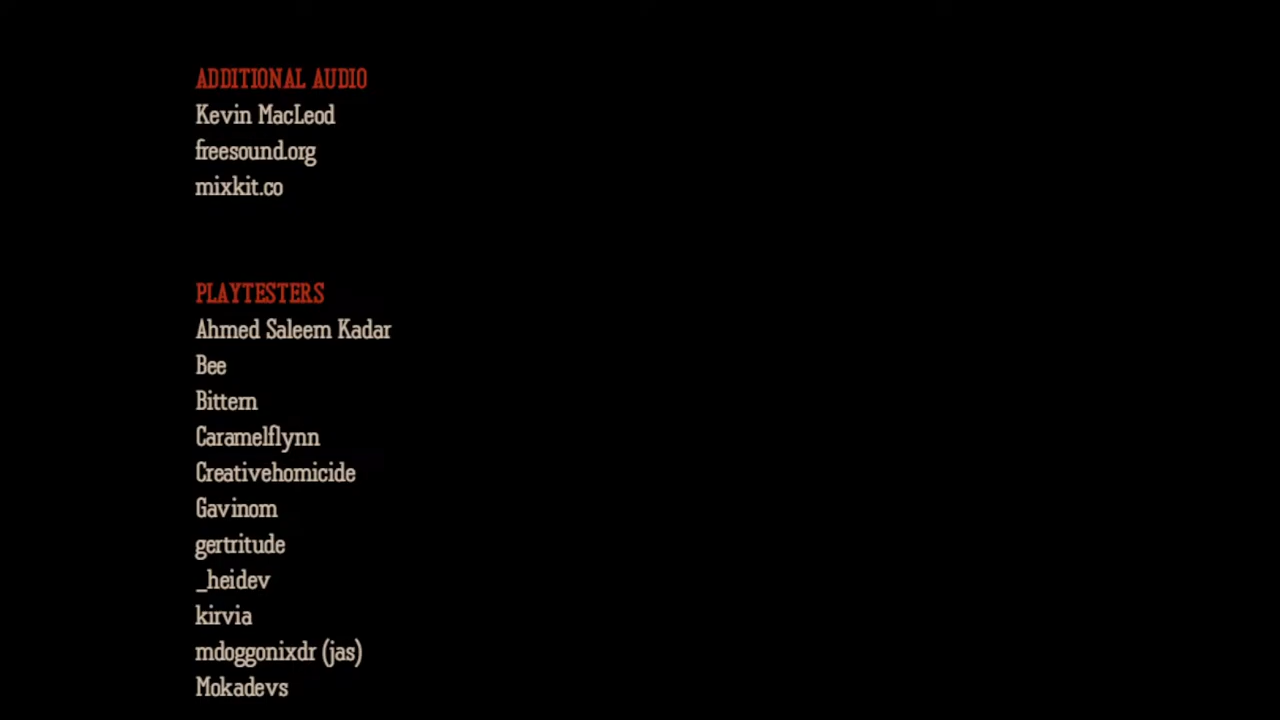 ADDITIONAL AUDIO
Kevin MacLeod
freesound.org
mixkit.co
PLAYTESTERS
Ahmed Saleem Kadar
Bee
Bittern
Caramelflynn
Creativehomicide
Gavinom
gertritude
_heidev
kirvia
mdoggonixdr (jas)
Mokadevs